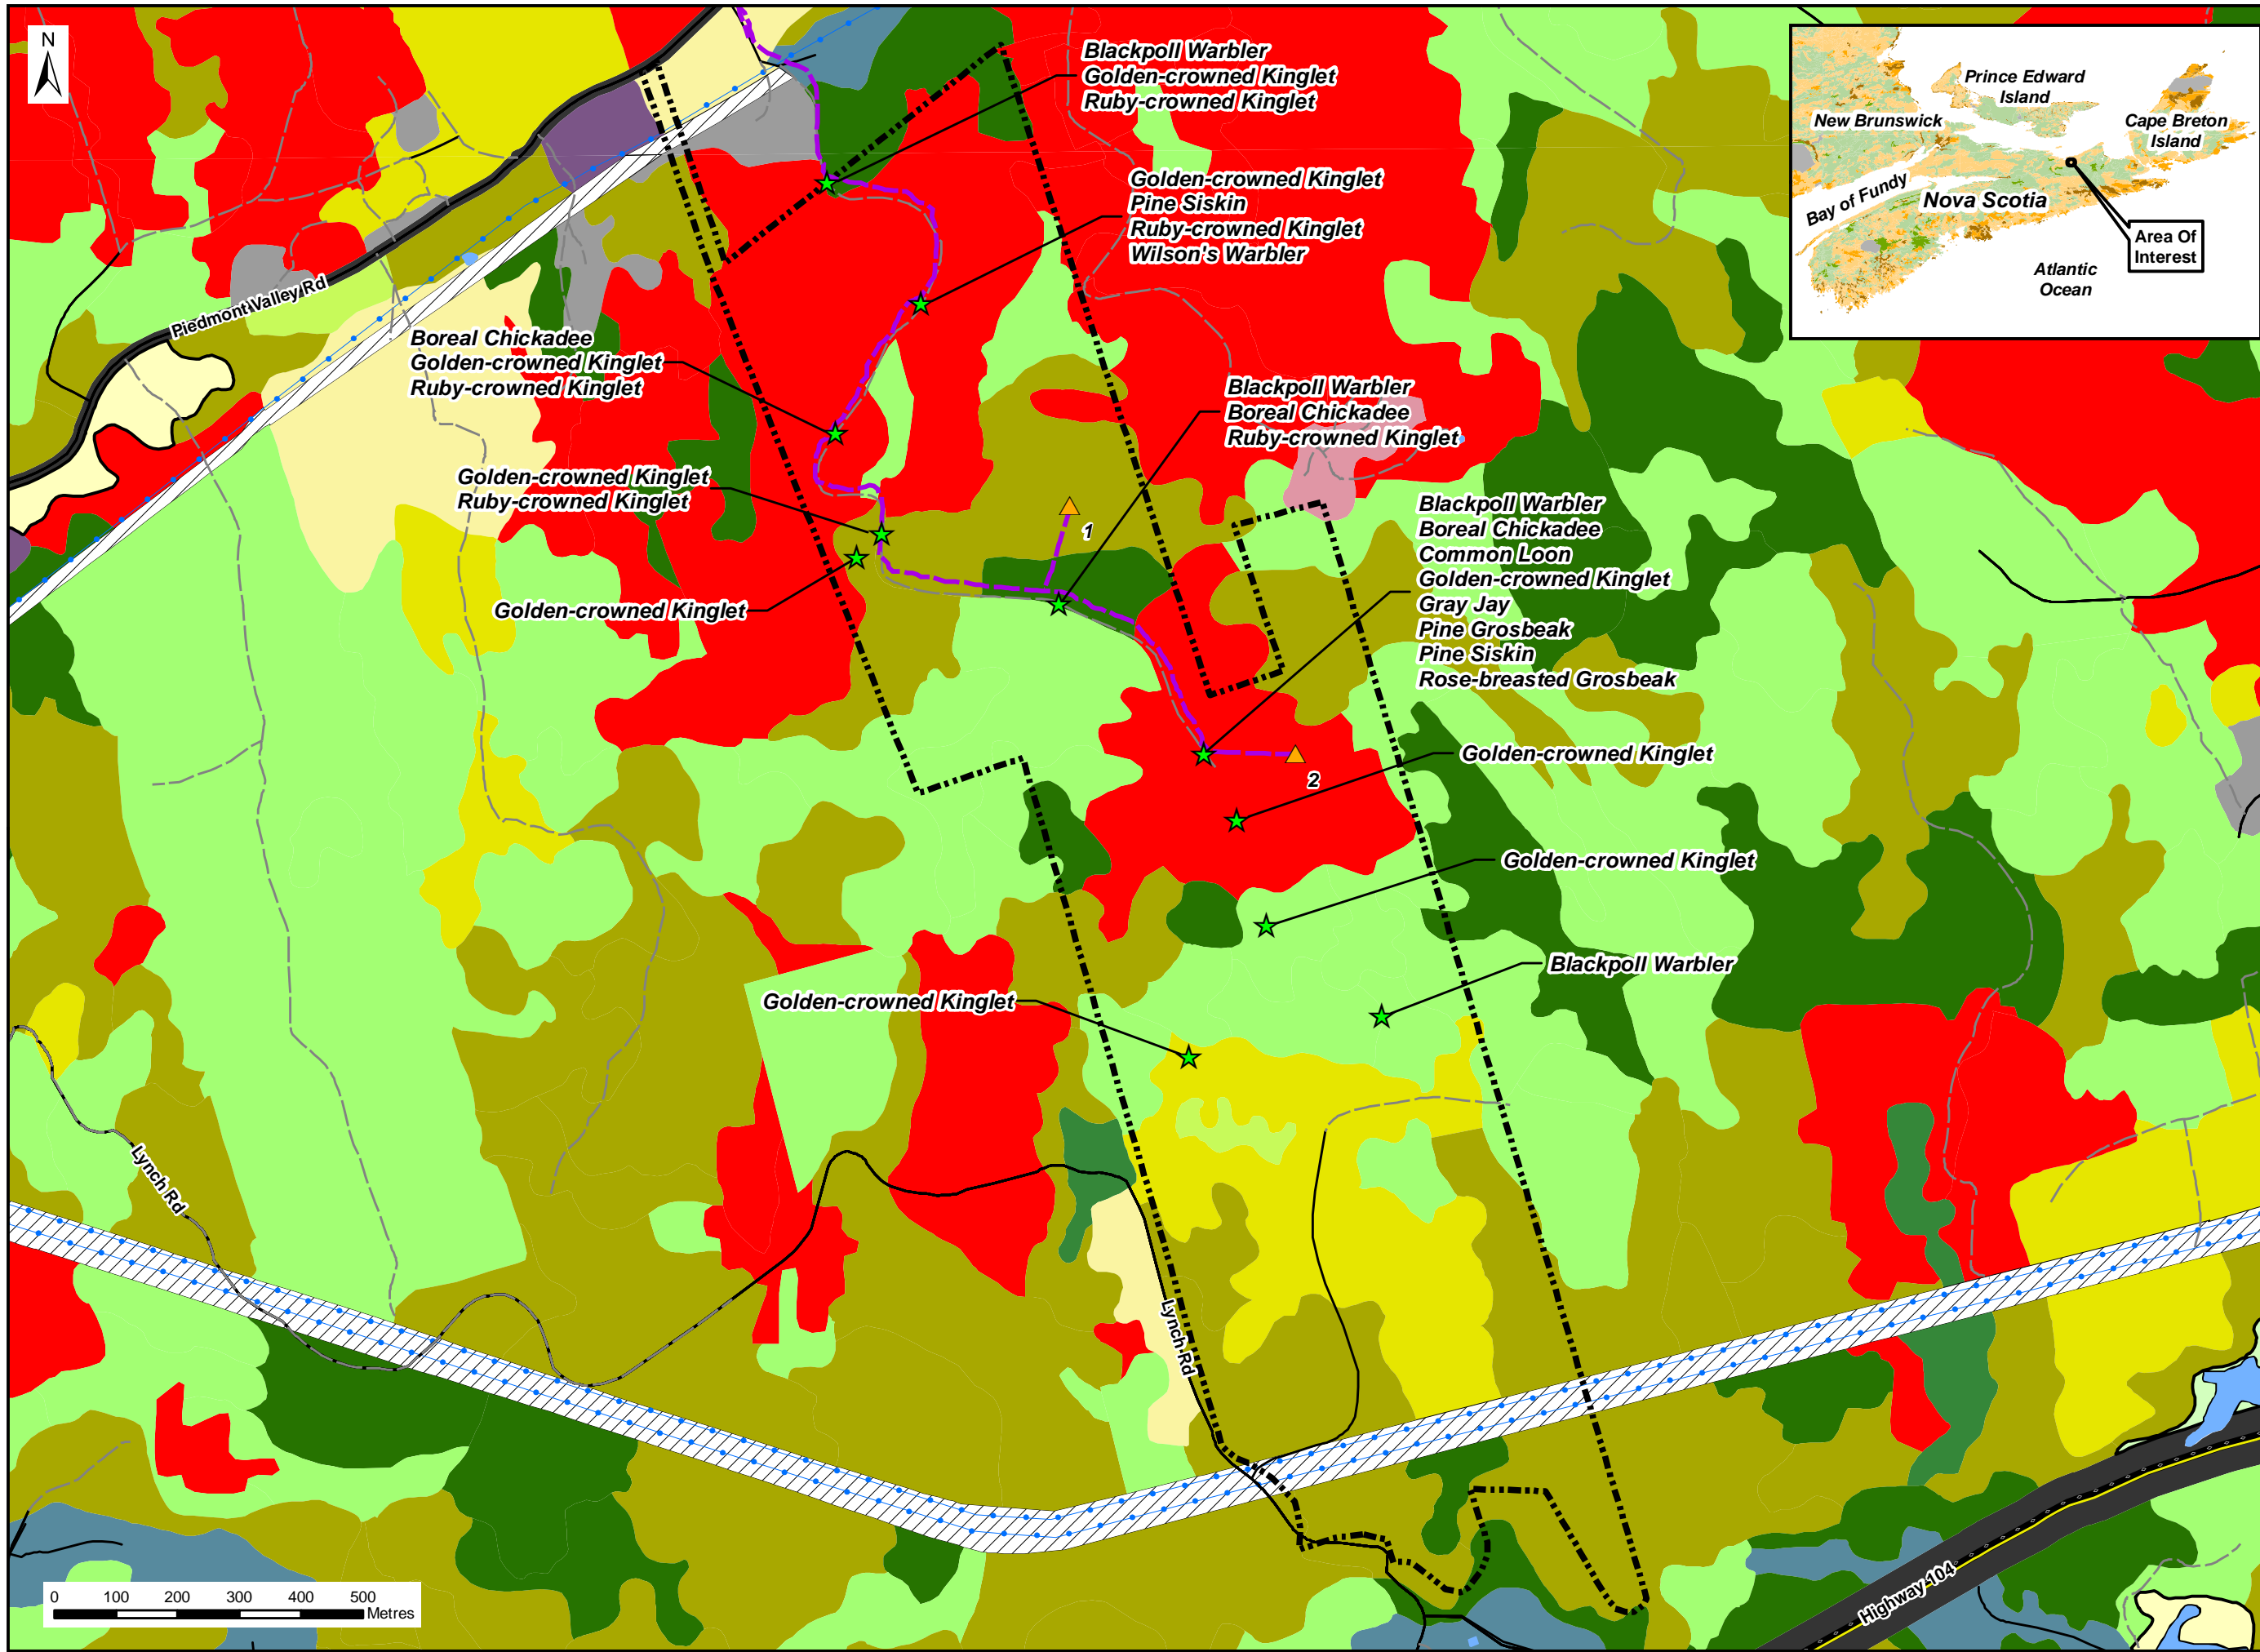 N
Blackpoll Warbler
Golden-crowned Kinglet
Ruby-crowned Kinglet
Golden-crowned Kinglet
Pine Siskin
Ruby-crowned Kinglet
Wilson's Warbler
Prince Edward
Island
New Brunswick
Cape Breton
Island
Bay of Fundy
Nova Scotia
Area Of
Interest
Atlantic
Ocean
Piedmont Valley Rd
Boreal Chickadee
Golden-crowned Kinglet
Ruby-crowned Kinglet
Blackpoll Warbler
Boreal Chickadee
Ruby-crowned Kinglet
Golden-crowned Kinglet
Ruby-crowned Kinglet
1
Golden-crowned Kinglet
Blackpoll Warbler
Boreal Chickadee
Common Loon
Golden-crowned Kinglet
Gray Jay
Pine Grosbeak
Pine Siskin
Rose-breasted Grosbeak
Golden-crowned Kinglet
2
Golden-crowned Kinglet
Blackpoll Warbler
Golden-crowned Kinglet
Lynch Rd
Lynch Rd
Highway 104
0 100 200 300 400 500
Metres